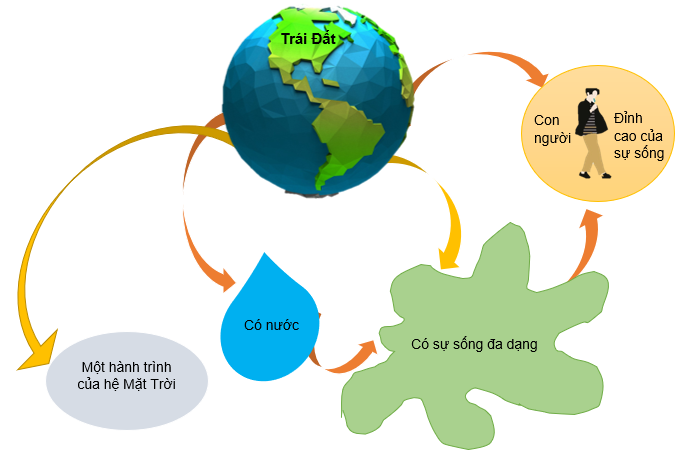 Trái Đất
Con
người
Đỉnh
cao của
sự sống
Có nước
Có sự sống đa dạng
Một hành trình
của hệ Mặt Trời